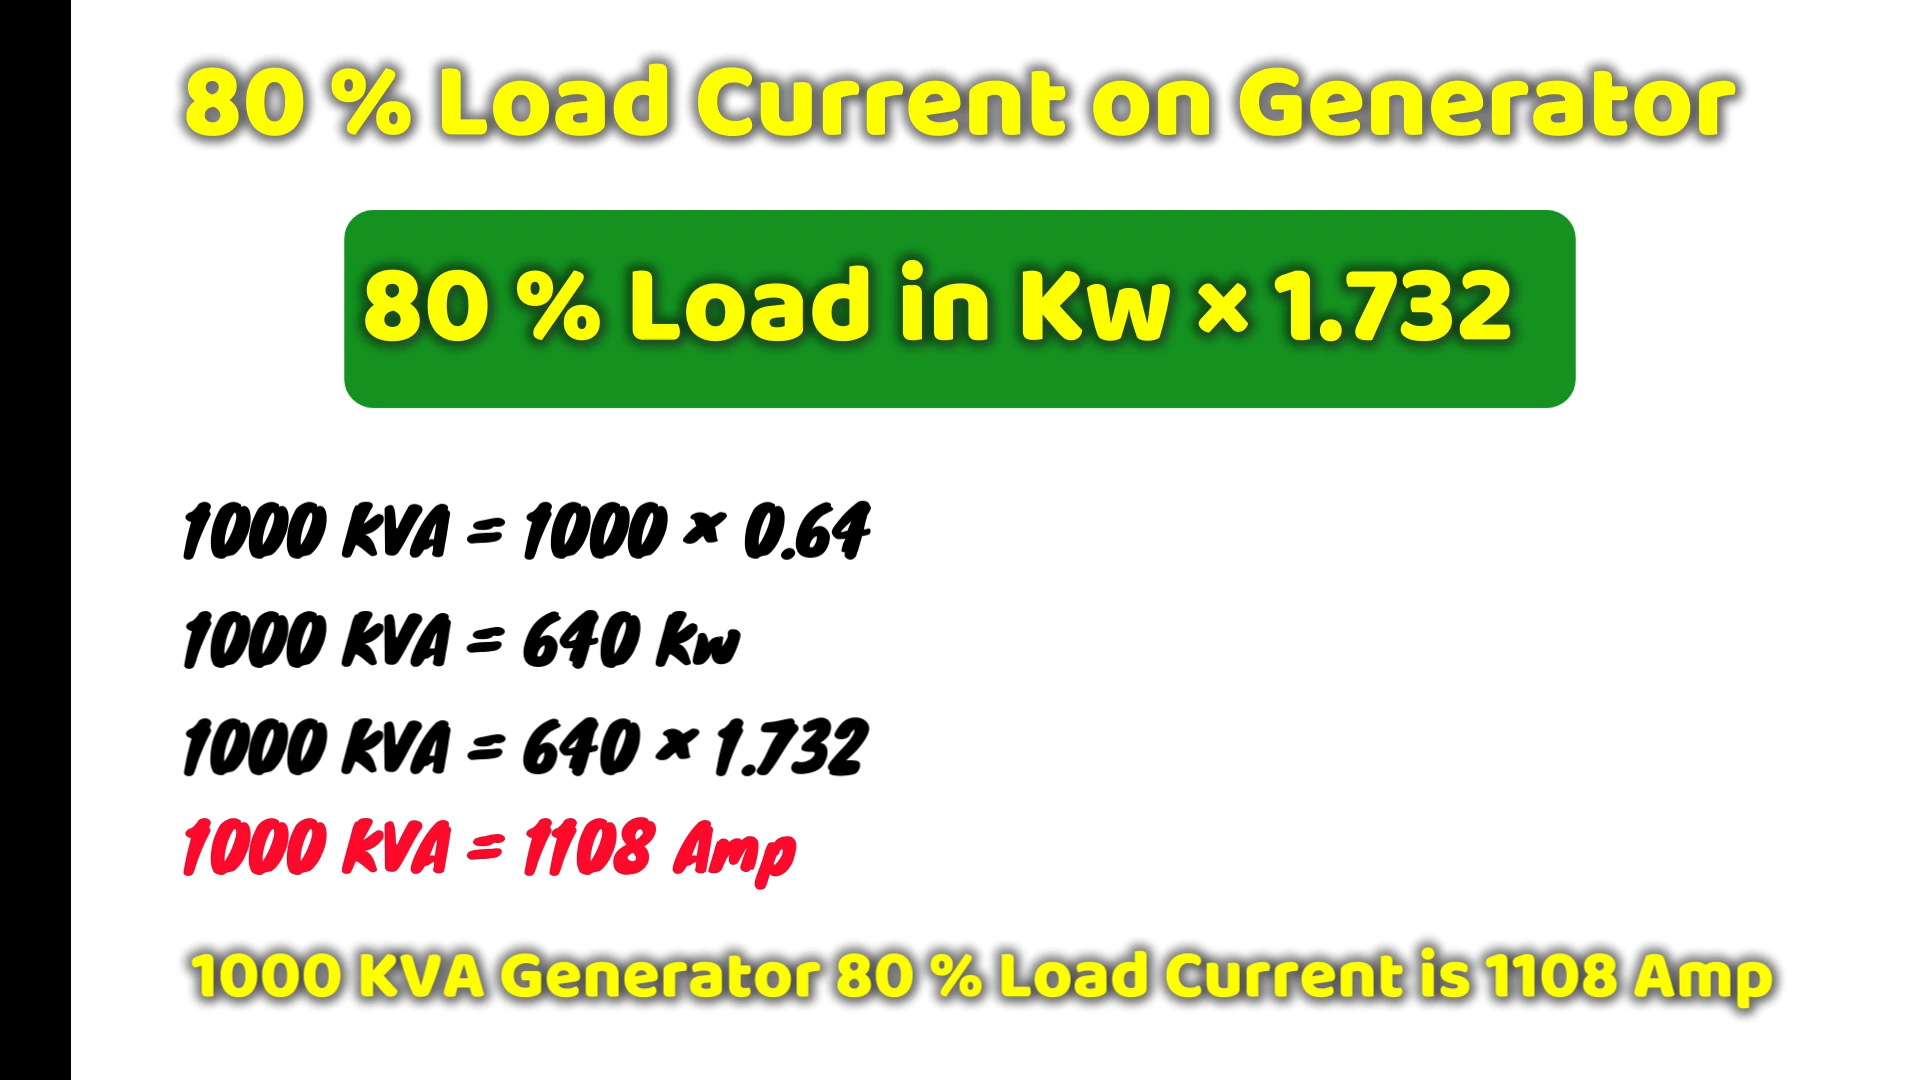 80 % Load Current on Generator
80 % Load in Kw × 1.732
1000 KVA = 1000 × 0.64
1000 KVA = 640 Kw
1000 KVA = 640 × 1.732
1000 KVA = 1108 Amp
1000 KVA Generator 80 % Load Current is 1108 Amp